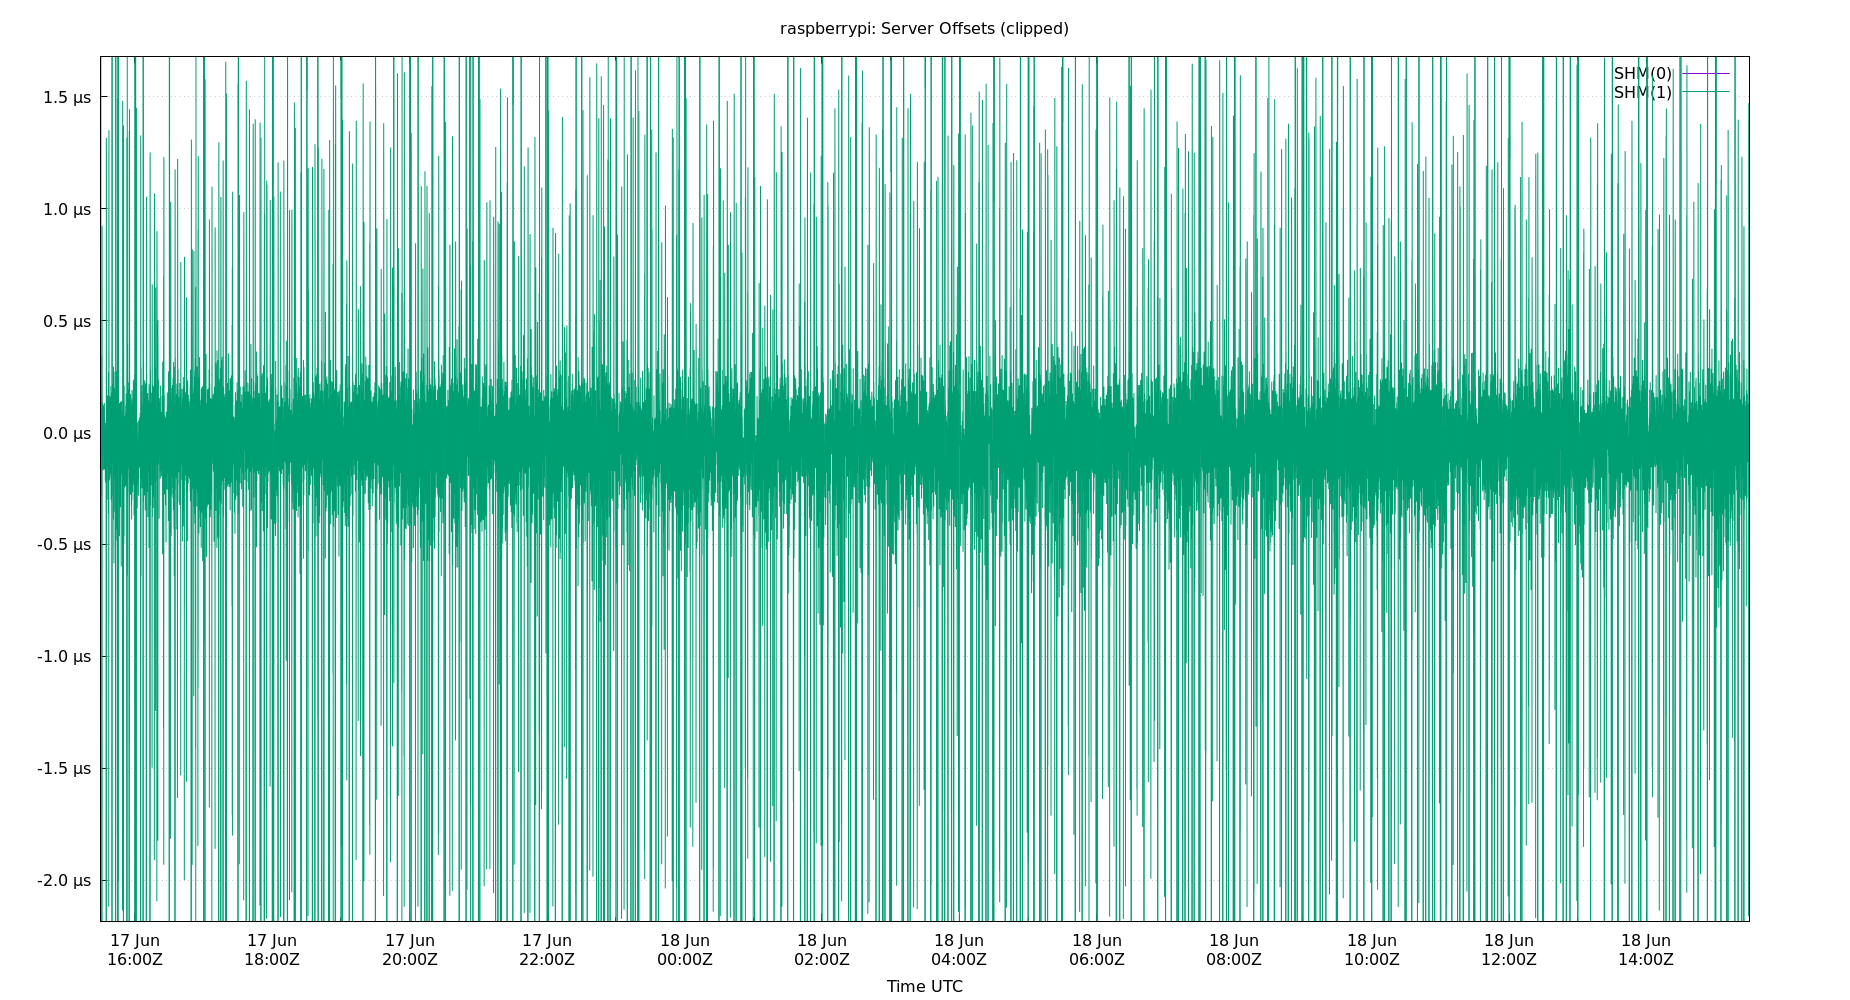 raspberrypi: Server Offsets (clipped)
SHM(0)
SHM(1)
1.5 µs
1.0 µs
0.5 µs
0.0 µs
-0.5 µs
-1.0 µs
-1.5 µs
-2.0 µs
17 Jun 17 Jun 17 Jun 17 Jun 18 Jun 18 Jun 18 Jun 18 Jun 18 Jun 18 Jun 18 Jun 18 Jun
16:00Z 18:00Z 20:00Z 22:00Z 00:00Z 02:00Z 04:00Z 06:00Z 08:00Z 10:00Z 12:00Z 14:00Z
Time UTC